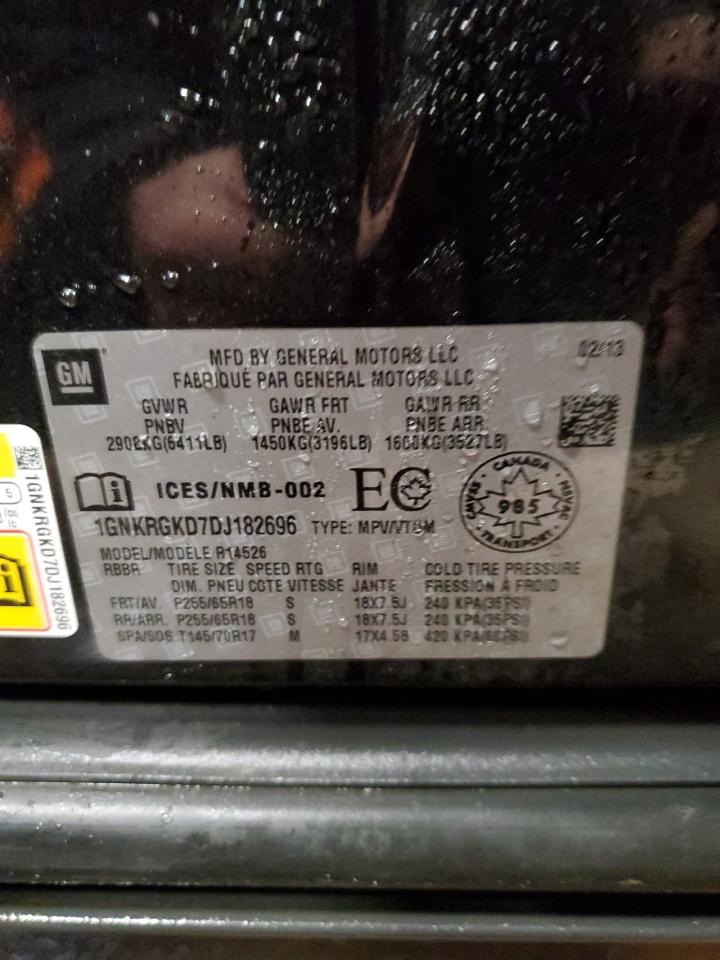 GM
MFD BY GENERAL MOTORS LLC
02/13
FABRIQUÉ PAR GENERAL MOTORS LLC
GVWR GAWR FRT GAWR RR
PNBV PNBE AV. PNBE ARR.
2908KG(6411LB) 1450KG(3196LB) 1600KG(3527LB)
i ICES/NMB-002 EC
CANADA
985
TRANSPORT
1GNKRGKD7DJ182696 TYPE: MPV/VTUM
MODEL/MODÈLE R14526
TIRE SIZE SPEED RTG RIM COLD TIRE PRESSURE
DIM. PNEU COTE VITESSE JANTE PRESSION À FROID
FRT/AV. P255/65R18 S 18X7.5J 240 KPA(35PSI)
RR/ARR. P255/65R18 S 18X7.5J 240 KPA(35PSI)
SPA/SOS T145/70R17 M 17X4.5B 420 KPA(60PSI)
1GNKRGKD7DJ182696
5
i